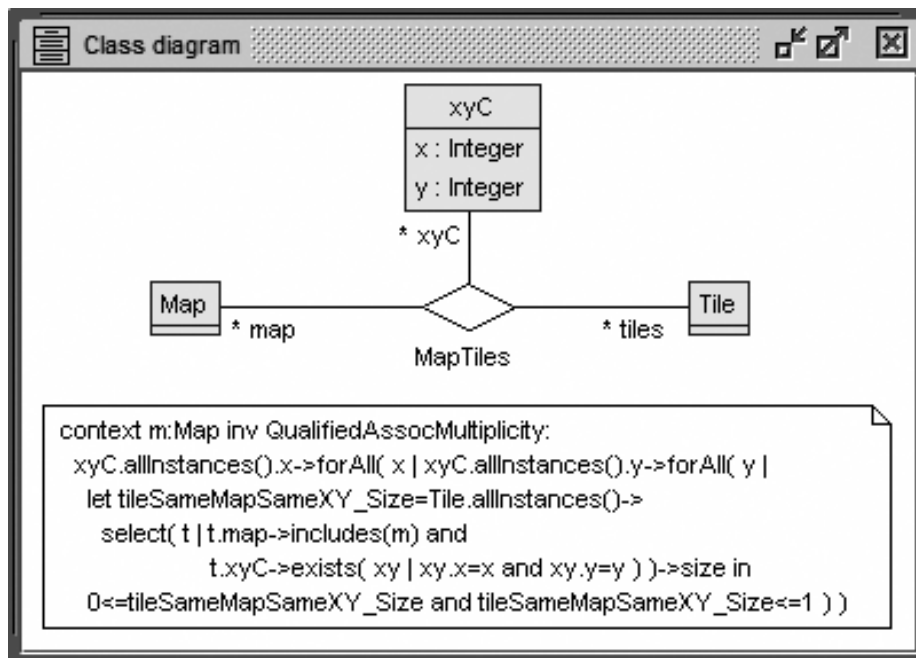 Class diagram
xyC
x : Integer
y : Integer
* xyC
Map
Tile
* map
* tiles
MapTiles
context m:Map inv QualifiedAssocMultiplicity:
xyC.allInstances().x->forAll( x | xyC.allInstances().y->forAll( y |
let tileSameMapSameXY_Size=Tile.allInstances()->
select( t | t.map->includes(m) and
t.xyC->exists( xy | xy.x=x and xy.y=y ) )->size in
0<=tileSameMapSameXY_Size and tileSameMapSameXY_Size<=1 ) )